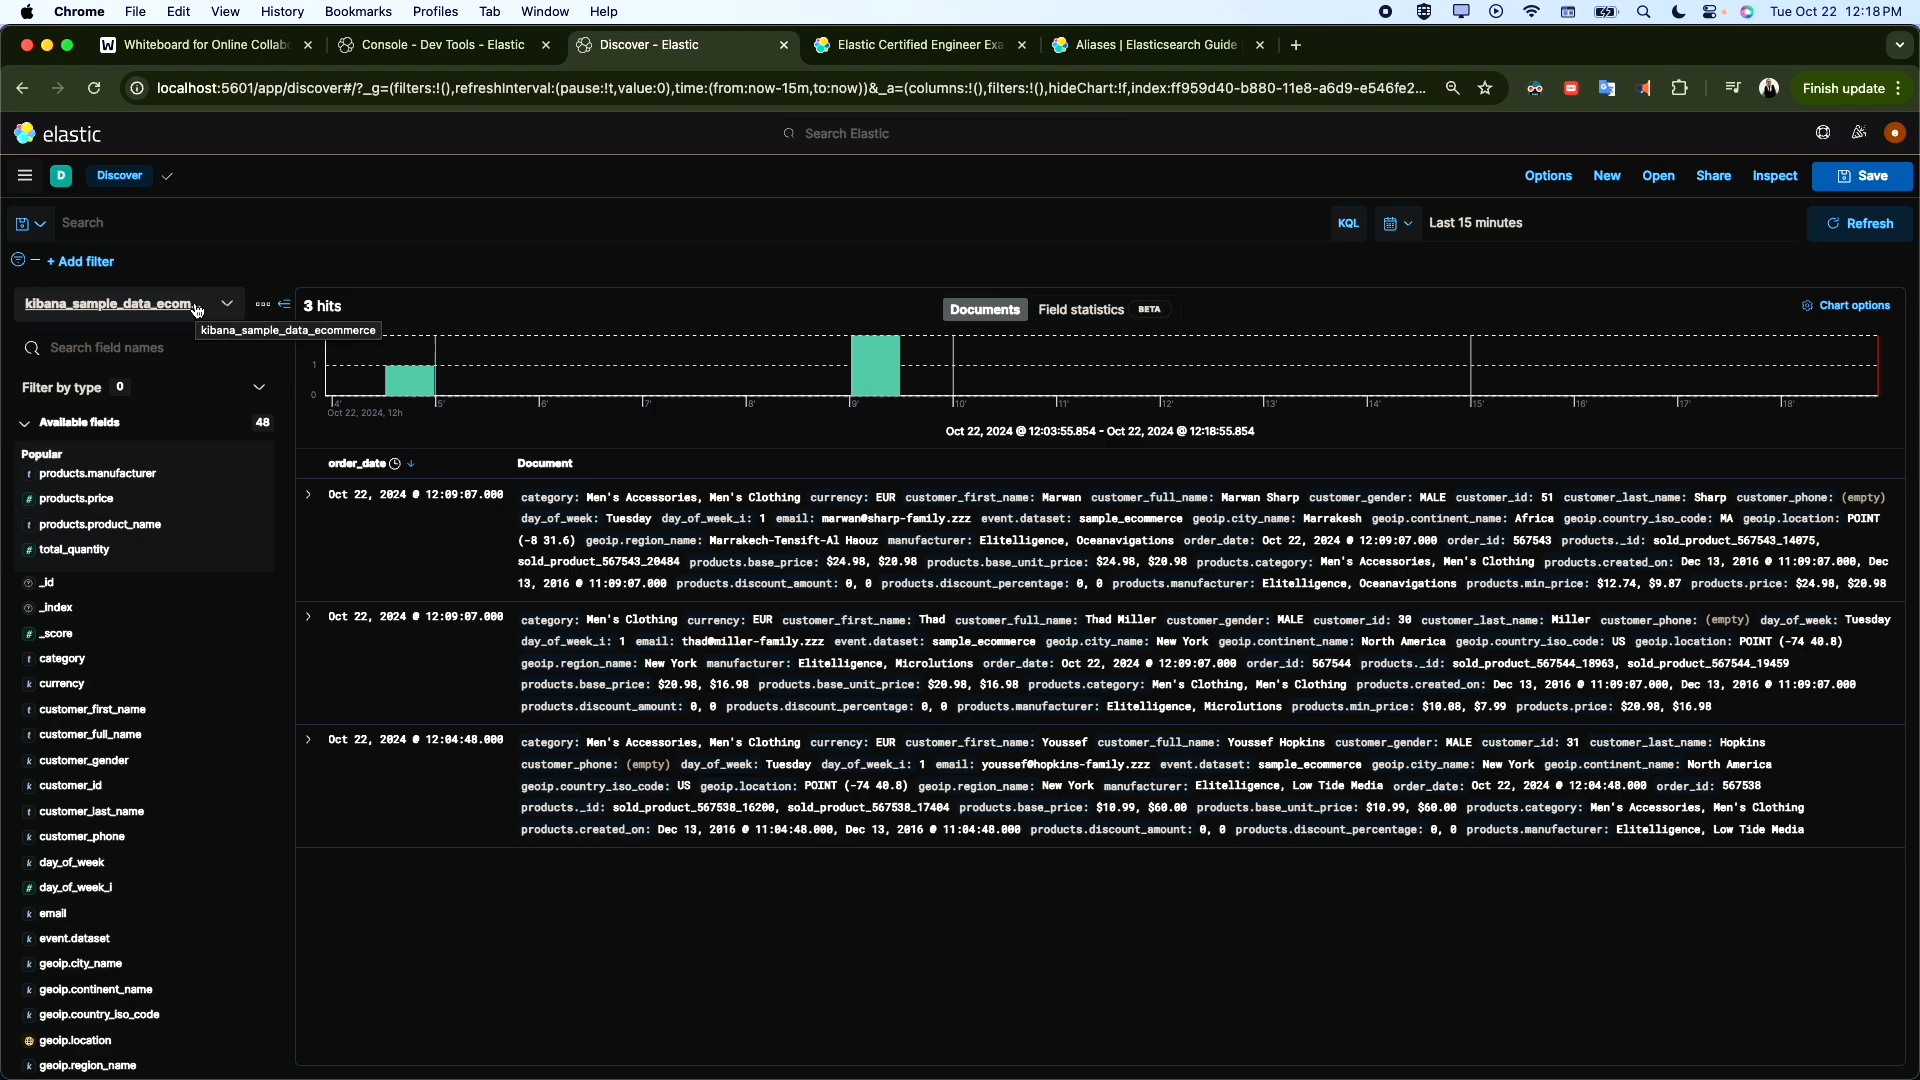 Chrome File Edit View History Bookmarks Profiles Tab Window Help Tue Oct 22 12:18 PM
Whiteboard for Online Collab Console - Dev Tools - Elastic Discover - Elastic Elastic Certified Engineer Exa Aliases | Elasticsearch Guide
localhost:5601/app/discover#/?_g=(filters:!(),refreshInterval:(pause:!t,value:0),time:(from:now-15m,to:now))&_a=(columns:!(),filters:!(),hideChart:!f,index:ff959d40-b880-11e8-a6d9-e546fe2... Finish update
elastic Search Elastic e
D Discover Options New Open Share Inspect Save
Search KQL Last 15 minutes Refresh
+ Add filter
kibana_sample_data_ecom... 3 hits Documents Field statistics BETA Chart options
kibana_sample_data_ecommerce
Search field names
Filter by type 0
Available fields 48
Popular
products.manufacturer
products.price
products.product_name
total_quantity
_id
_index
_score
category
currency
customer_first_name
customer_full_name
customer_gender
customer_id
customer_last_name
customer_phone
day_of_week
day_of_week_i
email
event.dataset
geoip.city_name
geoip.continent_name
geoip.country_iso_code
geoip.location
geoip.region_name
1
0
4' 5' 6' 7' 8' 9' 10' 11' 12' 13' 14' 15' 16' 17' 18'
Oct 22, 2024, 12h
Oct 22, 2024 @ 12:03:55.854 - Oct 22, 2024 @ 12:18:55.854
order_date Document
Oct 22, 2024 @ 12:09:07.000 category: Men's Accessories, Men's Clothing currency: EUR customer_first_name: Marwan customer_full_name: Marwan Sharp customer_gender: MALE customer_id: 51 customer_last_name: Sharp customer_phone: (empty)
day_of_week: Tuesday day_of_week_i: 1 email: marwan@sharp-family.zzz event.dataset: sample_ecommerce geoip.city_name: Marrakesh geoip.continent_name: Africa geoip.country_iso_code: MA geoip.location: POINT
(-8 31.6) geoip.region_name: Marrakech-Tensift-Al Haouz manufacturer: Elitelligence, Oceanavigations order_date: Oct 22, 2024 @ 12:09:07.000 order_id: 567543 products._id: sold_product_567543_14075,
sold_product_567543_20484 products.base_price: $24.98, $20.98 products.base_unit_price: $24.98, $20.98 products.category: Men's Accessories, Men's Clothing products.created_on: Dec 13, 2016 @ 11:09:07.000, Dec
13, 2016 @ 11:09:07.000 products.discount_amount: 0, 0 products.discount_percentage: 0, 0 products.manufacturer: Elitelligence, Oceanavigations products.min_price: $12.74, $9.87 products.price: $24.98, $20.98
Oct 22, 2024 @ 12:09:07.000 category: Men's Clothing currency: EUR customer_first_name: Thad customer_full_name: Thad Miller customer_gender: MALE customer_id: 30 customer_last_name: Miller customer_phone: (empty) day_of_week: Tuesday
day_of_week_i: 1 email: thad@miller-family.zzz event.dataset: sample_ecommerce geoip.city_name: New York geoip.continent_name: North America geoip.country_iso_code: US geoip.location: POINT (-74 40.8)
geoip.region_name: New York manufacturer: Elitelligence, Microlutions order_date: Oct 22, 2024 @ 12:09:07.000 order_id: 567544 products._id: sold_product_567544_18963, sold_product_567544_19459
products.base_price: $20.98, $16.98 products.base_unit_price: $20.98, $16.98 products.category: Men's Clothing, Men's Clothing products.created_on: Dec 13, 2016 @ 11:09:07.000, Dec 13, 2016 @ 11:09:07.000
products.discount_amount: 0, 0 products.discount_percentage: 0, 0 products.manufacturer: Elitelligence, Microlutions products.min_price: $10.08, $7.99 products.price: $20.98, $16.98
Oct 22, 2024 @ 12:04:48.000 category: Men's Accessories, Men's Clothing currency: EUR customer_first_name: Youssef customer_full_name: Youssef Hopkins customer_gender: MALE customer_id: 31 customer_last_name: Hopkins
customer_phone: (empty) day_of_week: Tuesday day_of_week_i: 1 email: youssef@hopkins-family.zzz event.dataset: sample_ecommerce geoip.city_name: New York geoip.continent_name: North America
geoip.country_iso_code: US geoip.location: POINT (-74 40.8) geoip.region_name: New York manufacturer: Elitelligence, Low Tide Media order_date: Oct 22, 2024 @ 12:04:48.000 order_id: 567538
products._id: sold_product_567538_16200, sold_product_567538_17404 products.base_price: $10.99, $60.00 products.base_unit_price: $10.99, $60.00 products.category: Men's Accessories, Men's Clothing
products.created_on: Dec 13, 2016 @ 11:04:48.000, Dec 13, 2016 @ 11:04:48.000 products.discount_amount: 0, 0 products.discount_percentage: 0, 0 products.manufacturer: Elitelligence, Low Tide Media